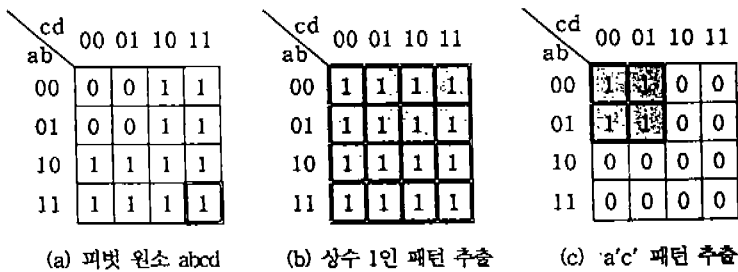 cd cd cd
ab 00 01 10 11 ab 00 01 10 11 ab 00 01 10 11
00 0 0 1 1 00 1 1 1 1 00 1 1 0 0
01 0 0 1 1 01 1 1 1 1 01 1 1 0 0
10 1 1 1 1 10 1 1 1 1 10 0 0 0 0
11 1 1 1 1 11 1 1 1 1 11 0 0 0 0
(a) 피벗 원소 abcd (b) 상수 1인 패턴 추출 (c) a'c' 패턴 추출